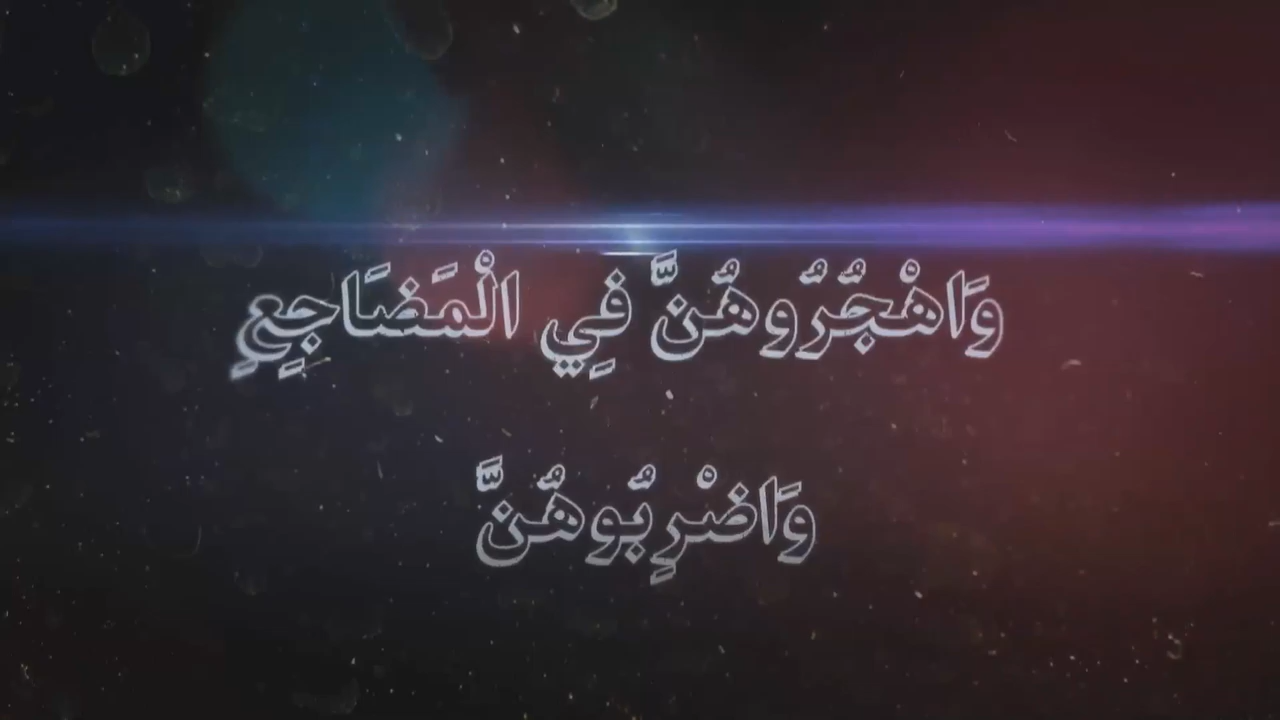 وَاهْجُرُوهُنَّ فِي الْمَضَاجِعِ
وَاضْرِبُوهُنَّ